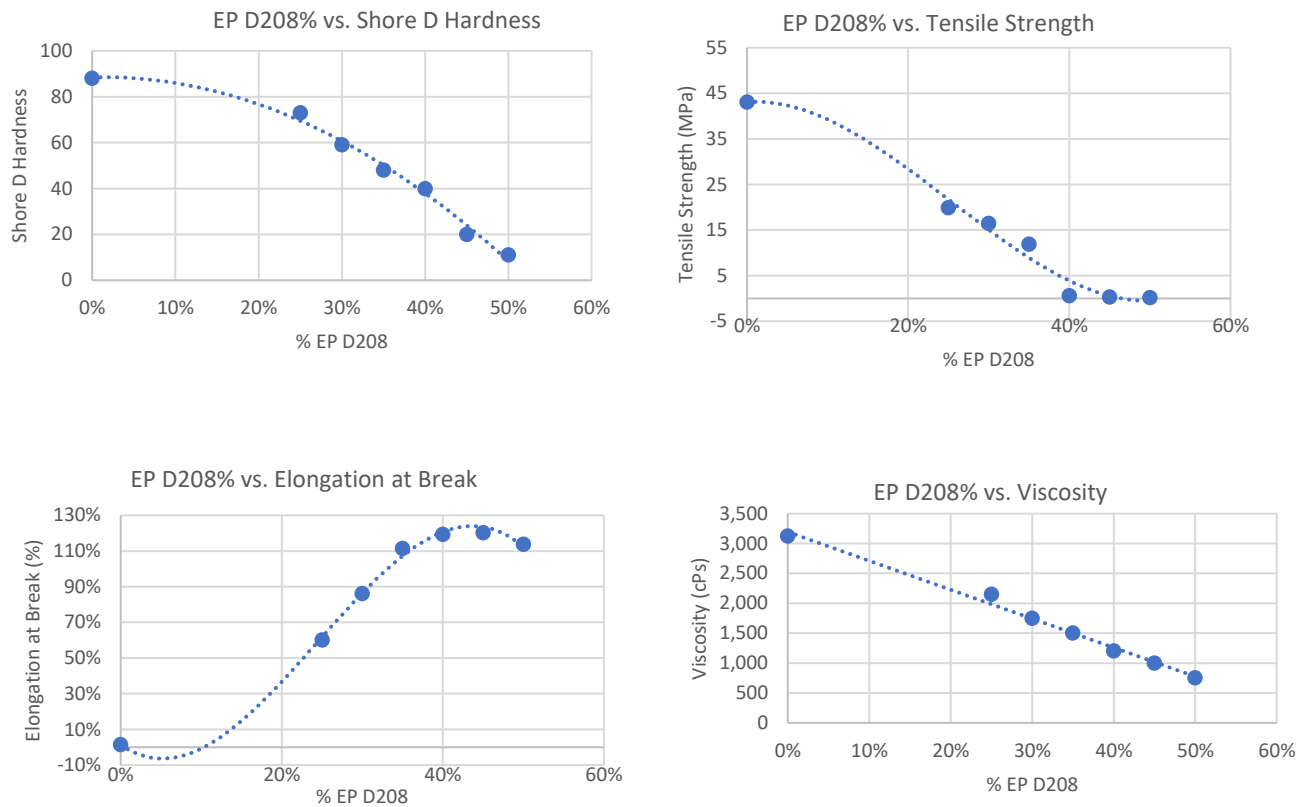 EP D208% vs. Shore D Hardness
Shore D Hardness
100
80
60
40
20
0
0% 10% 20% 30% 40% 50% 60%
% EP D208
EP D208% vs. Tensile Strength
Tensile Strength (MPa)
55
45
35
25
15
5
-5
0% 20% 40% 60%
% EP D208
EP D208% vs. Elongation at Break
Elongation at Break (%)
130%
110%
90%
70%
50%
30%
10%
-10%
0% 20% 40% 60%
% EP D208
EP D208% vs. Viscosity
Viscosity (cPs)
3,500
3,000
2,500
2,000
1,500
1,000
500
0
0% 10% 20% 30% 40% 50% 60%
% EP D208